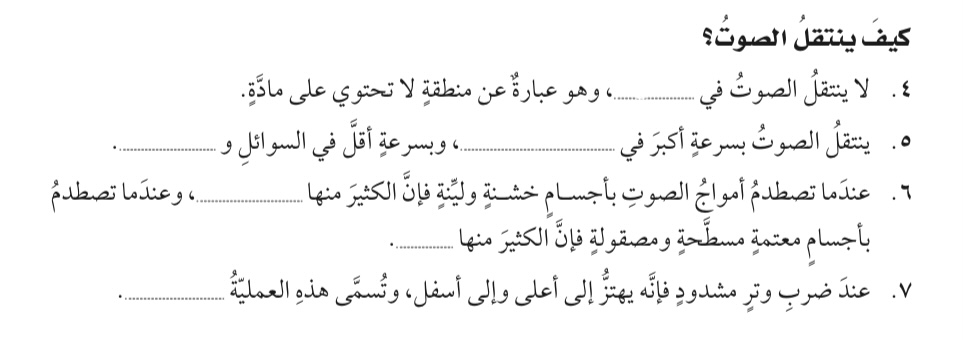 كيفَ ينتقلُ الصوتُ؟
٤. لا ينتقلُ الصوتُ في ..................، وهو عبارةٌ عن منطقةٍ لا تحتوي على مادَّةٍ.
٥. ينتقلُ الصوتُ بسرعةٍ أكبرَ في ..................، وبسرعةٍ أقلَّ في السوائلِ و ...................
٦. عندَما تصطدمُ أمواجُ الصوتِ بأجسامٍ خشنةٍ وليِّنةٍ فإنَّ الكثيرَ منها ..................، وعندَما تصطدمُ
بأجسامٍ معتمةٍ مسطَّحةٍ ومصقولةٍ فإنَّ الكثيرَ منها ...............
٧. عندَ ضربِ وترٍ مشدودٍ فإنَّه يهتزُّ إلى أعلى وإلى أسفل، وتُسمَّى هذهِ العمليّةُ ...................